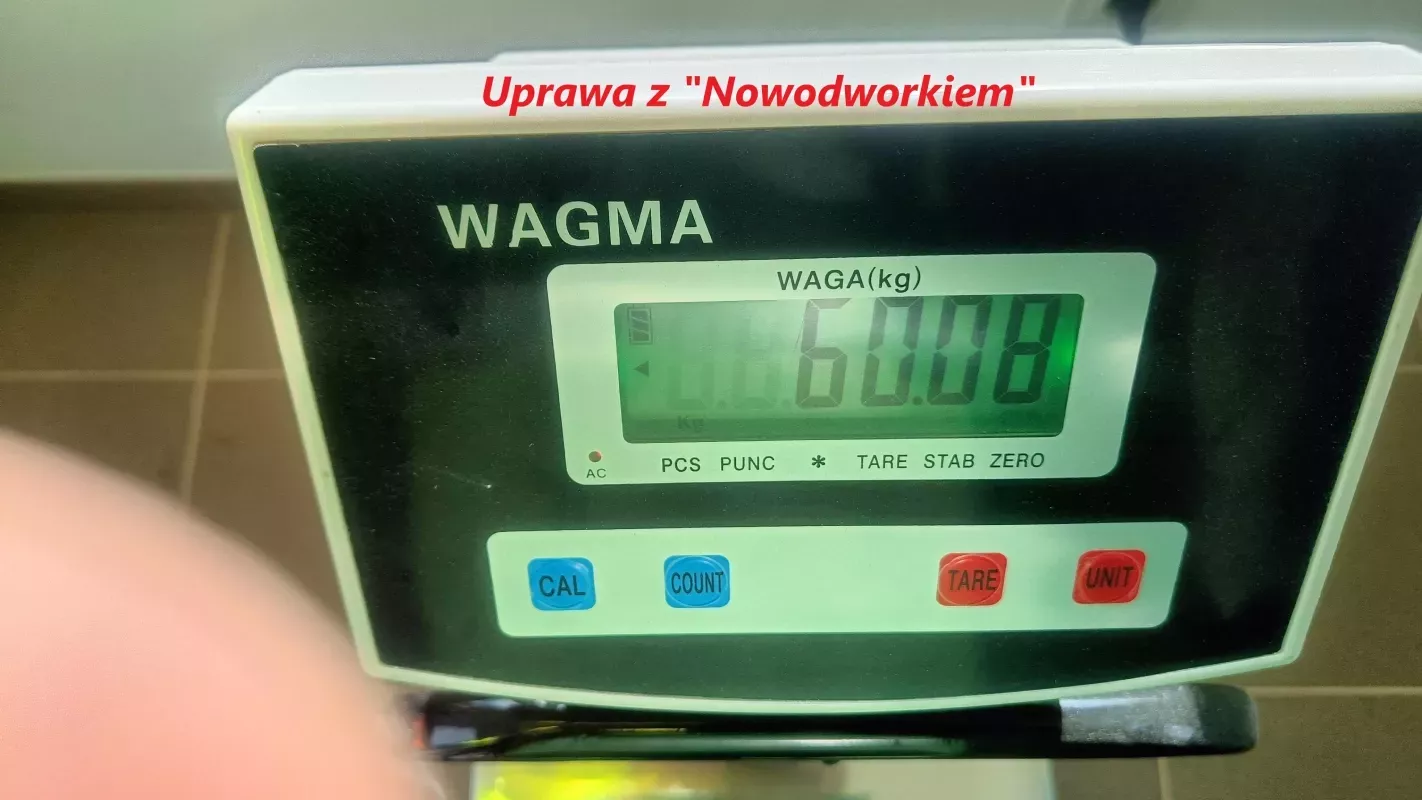 Uprawa z "Nowodworkiem"
WAGMA
WAGA(kg)
60.08
Kg
AC PCS PUNC * TARE STAB ZERO
CAL COUNT TARE UNIT